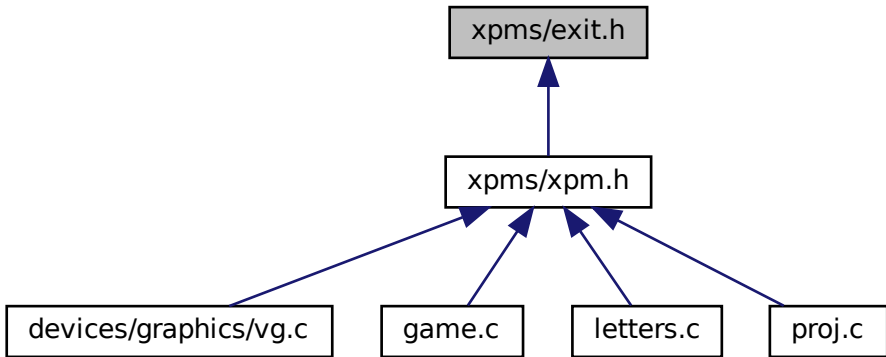 xpms/exit.h
xpms/xpm.h
devices/graphics/vg.c
game.c
letters.c
proj.c